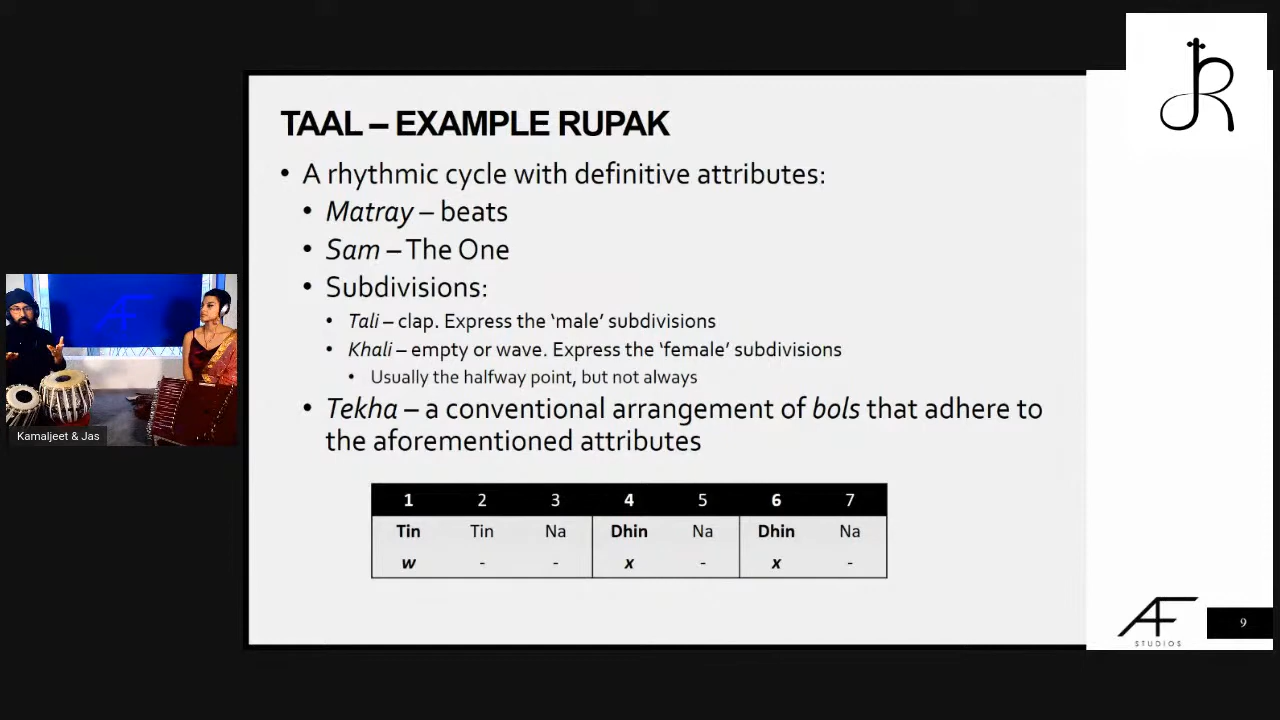 TAAL – EXAMPLE RUPAK
• A rhythmic cycle with definitive attributes:
• Matray – beats
• Sam – The One
• Subdivisions:
• Tali – clap. Express the ‘male’ subdivisions
• Khali – empty or wave. Express the ‘female’ subdivisions
• Usually the halfway point, but not always
• Tekha – a conventional arrangement of bols that adhere to
the aforementioned attributes
1 2 3 4 5 6 7
Tin Tin Na Dhin Na Dhin Na
w - - x - x -
Kamaljeet & Jas
AF
AF
STUDIOS
9
R